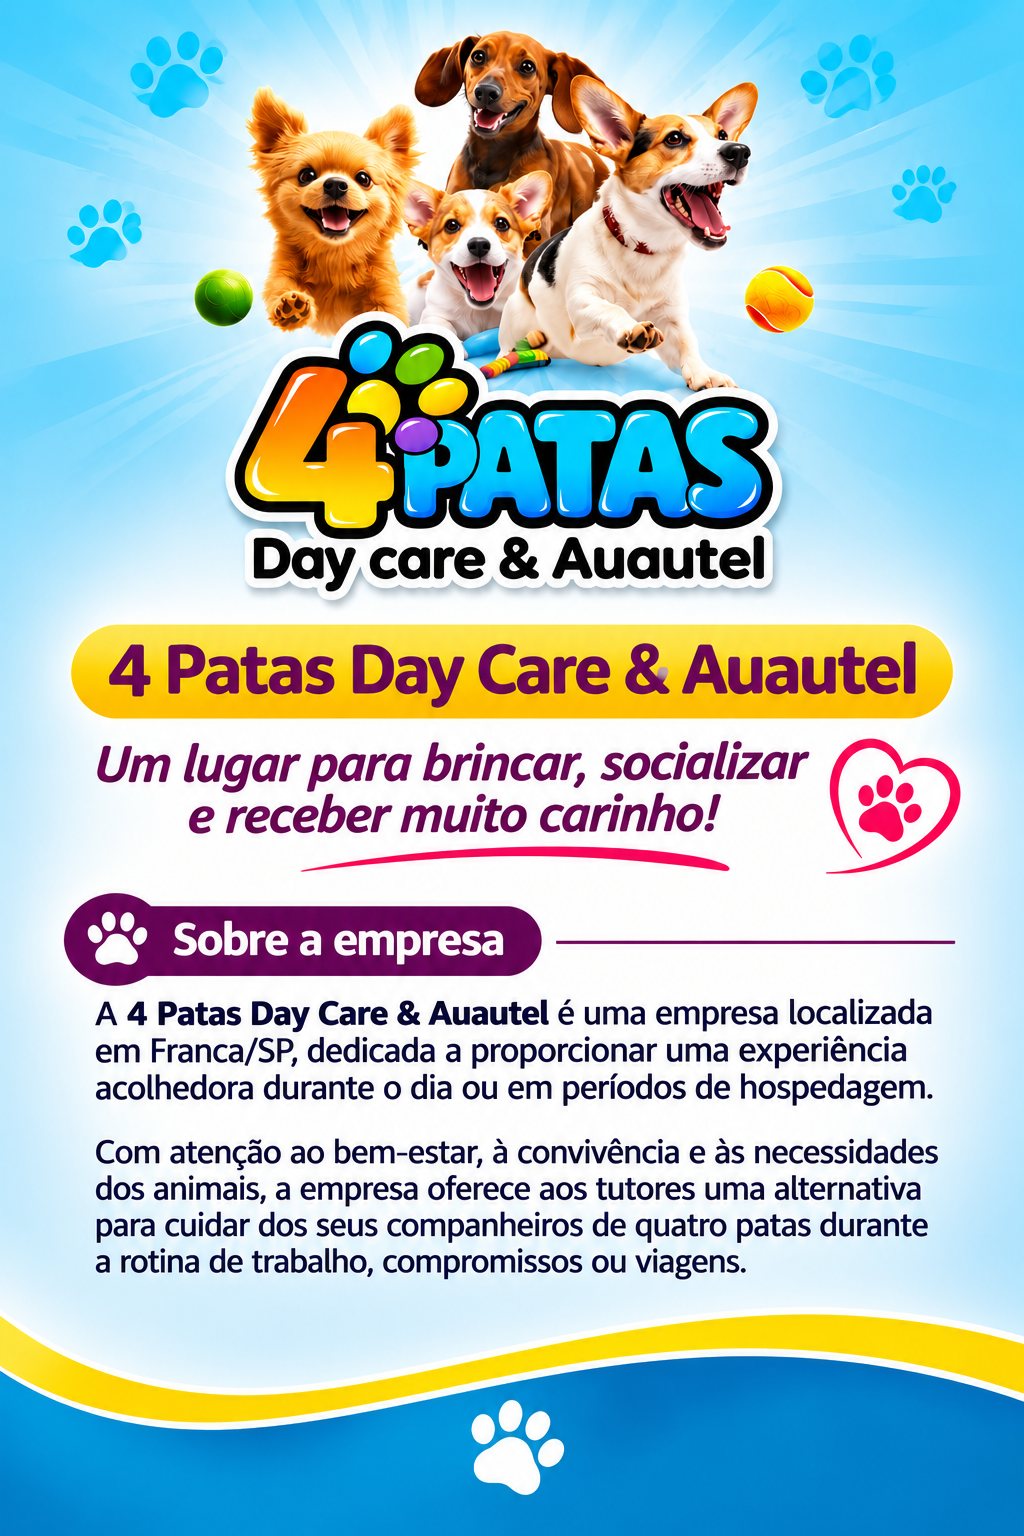 4 PATAS
Day care & Auautel
4 Patas Day Care & Auautel
Um lugar para brincar, socializar
e receber muito carinho!
Sobre a empresa
A 4 Patas Day Care & Auautel é uma empresa localizada
em Franca/SP, dedicada a proporcionar uma experiência
acolhedora durante o dia ou em períodos de hospedagem.
Com atenção ao bem-estar, à convivência e às necessidades
dos animais, a empresa oferece aos tutores uma alternativa
para cuidar dos seus companheiros de quatro patas durante
a rotina de trabalho, compromissos ou viagens.